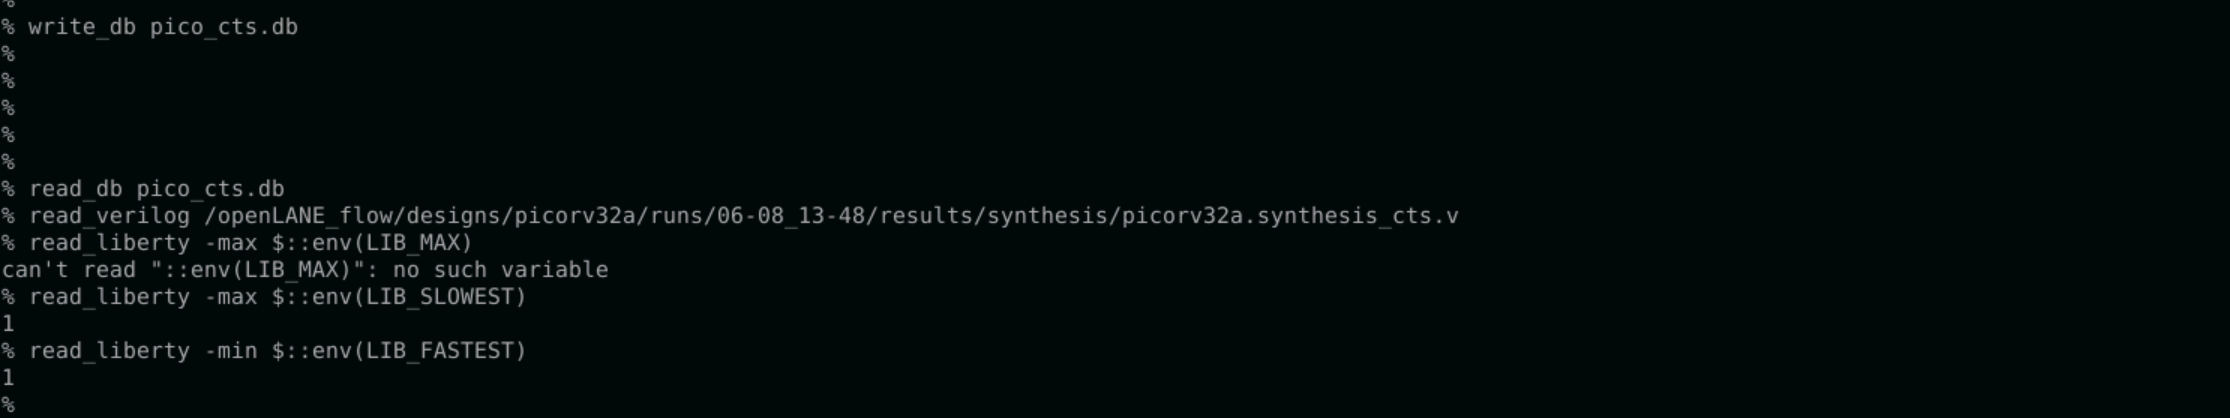 %
% write_db pico_cts.db
%
%
%
%
%
% read_db pico_cts.db
% read_verilog /openLANE_flow/designs/picorv32a/runs/06-08_13-48/results/synthesis/picorv32a.synthesis_cts.v
% read_liberty -max $::env(LIB_MAX)
can't read "::env(LIB_MAX)": no such variable
% read_liberty -max $::env(LIB_SLOWEST)
1
% read_liberty -min $::env(LIB_FASTEST)
1
%